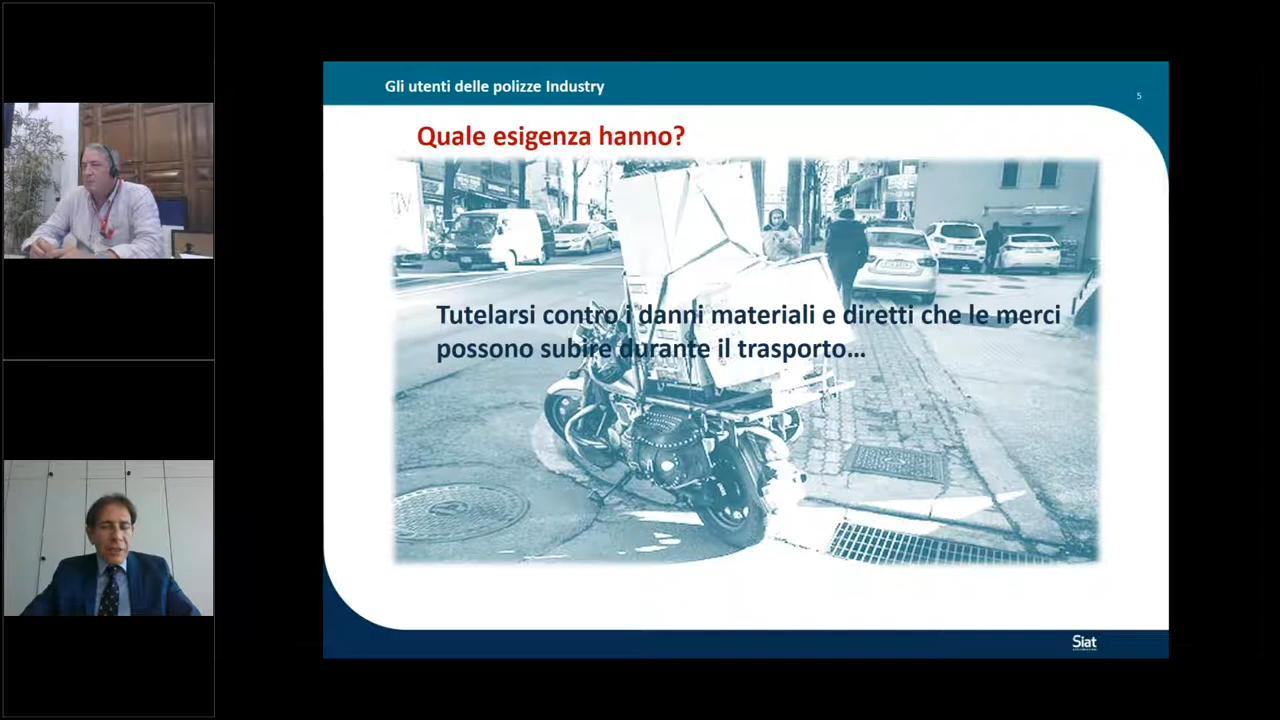 Gli utenti delle polizze Industry
5
Quale esigenza hanno?
Tutelarsi contro i danni materiali e diretti che le merci
possono subire durante il trasporto...
Siat